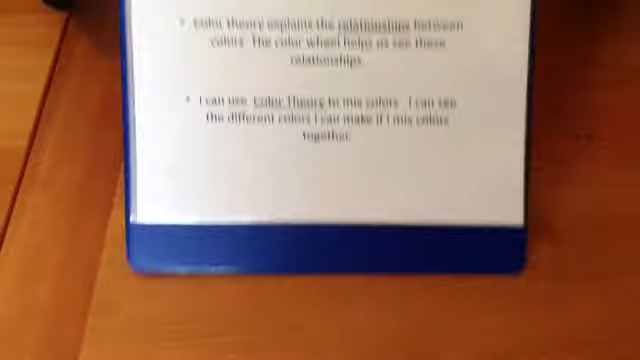 • Color Theory explains the relationships between
colors. The color wheel helps us see these
relationships.
• I can use Color Theory to mix colors. I can see
the different colors I can make if I mix colors
together.